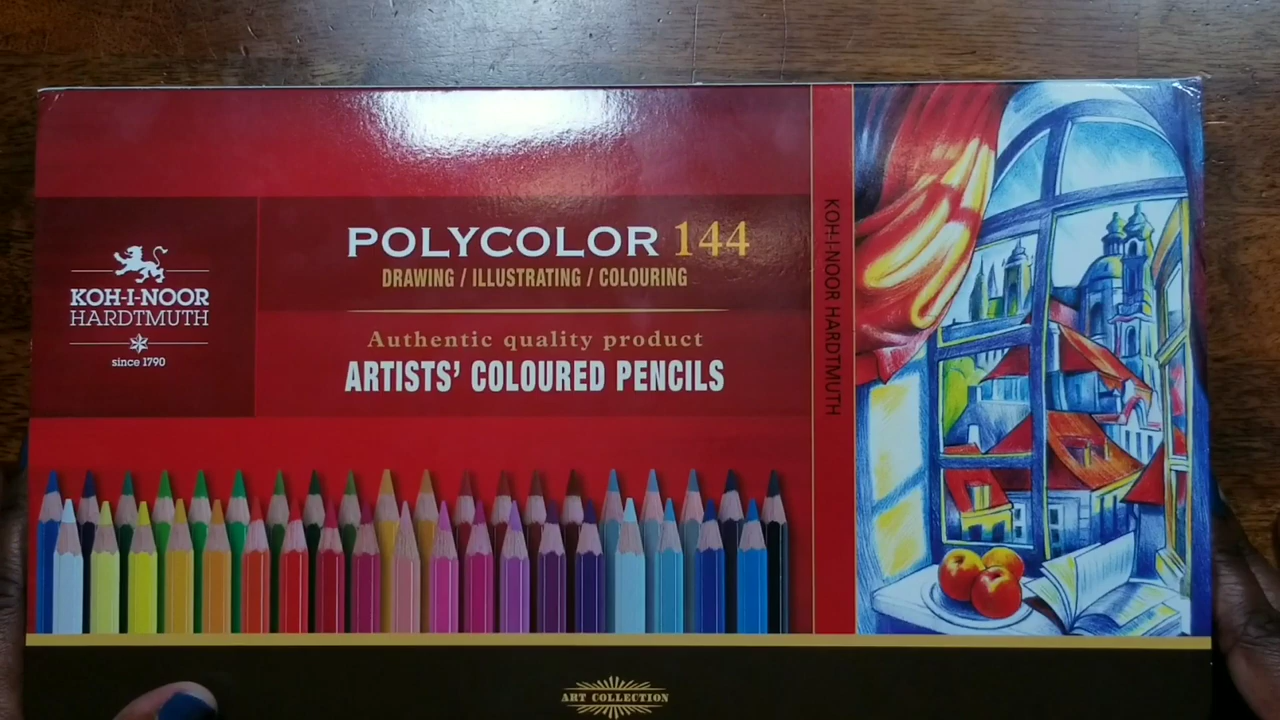 KOH-I-NOOR
HARDTMUTH
since 1790
POLYCOLOR 144
DRAWING / ILLUSTRATING / COLOURING
Authentic quality product
ARTISTS' COLOURED PENCILS
KOH-I-NOOR HARDTMUTH
ART COLLECTION